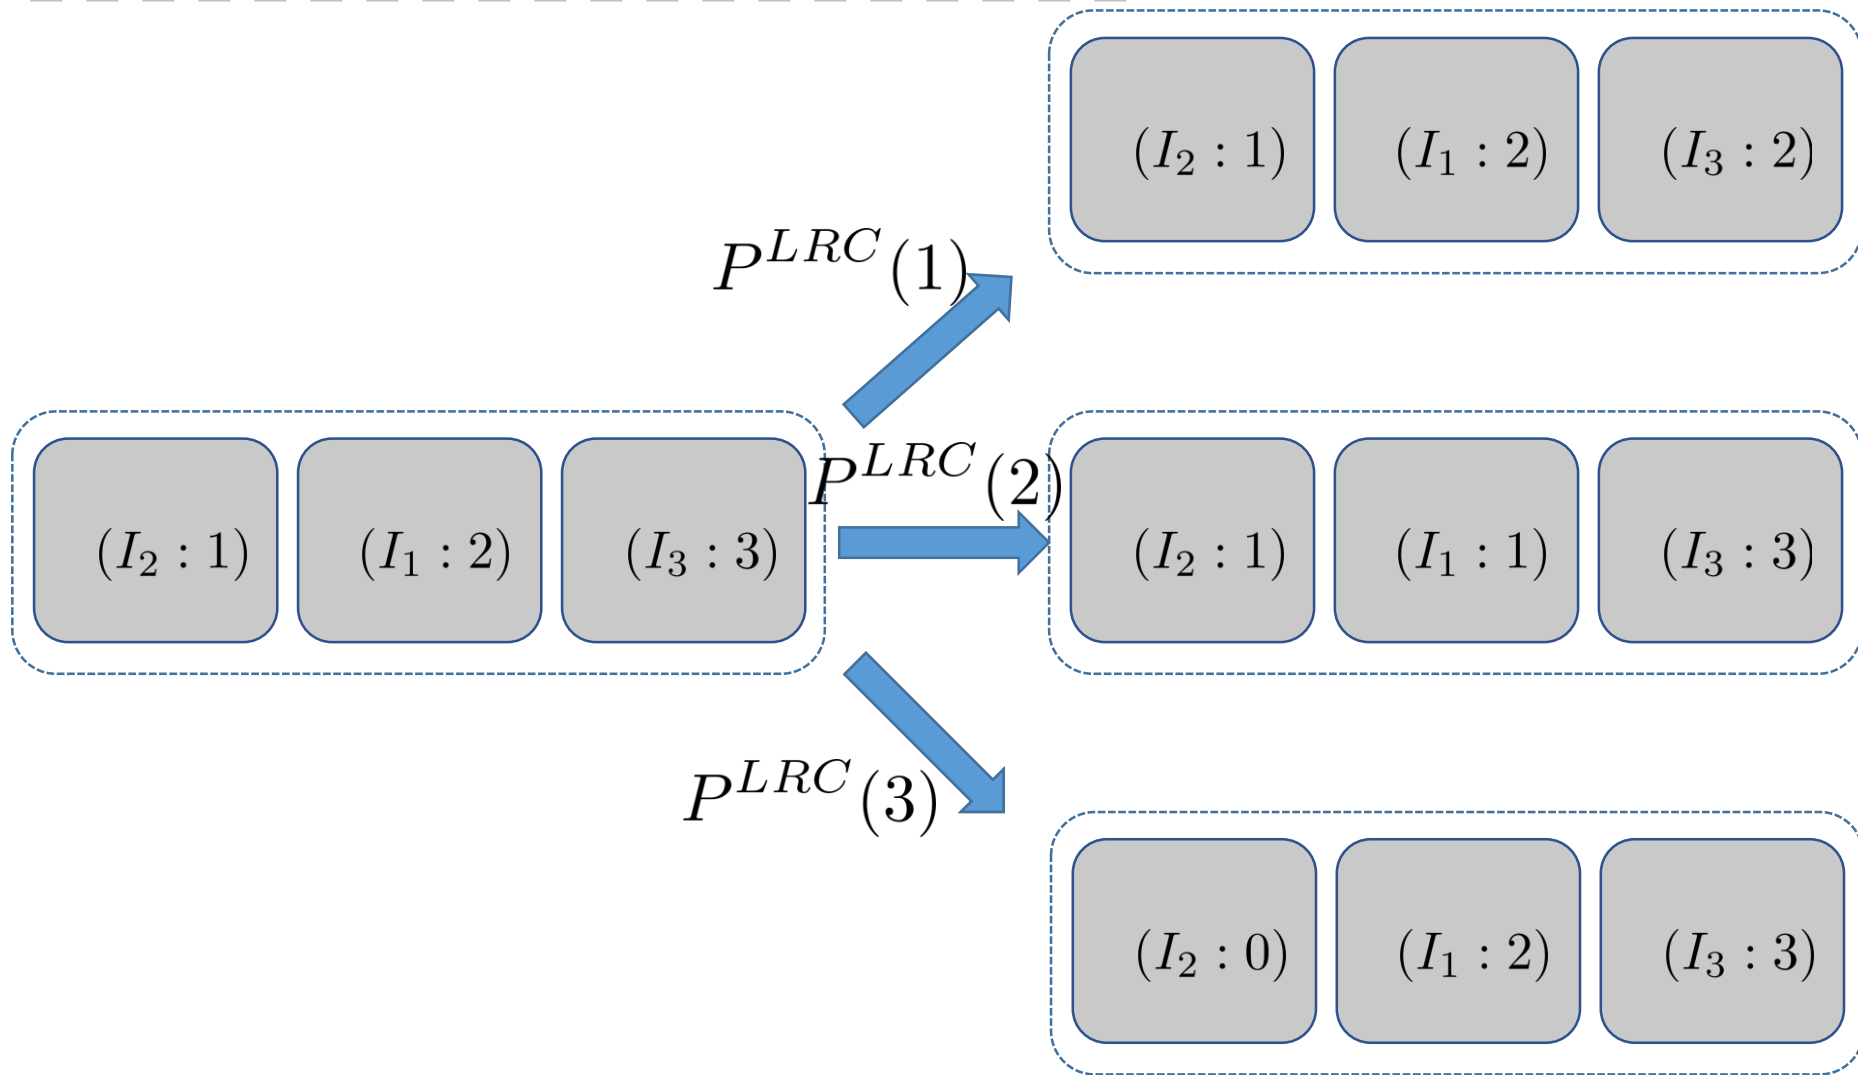 (I₂ : 1) (I₁ : 2) (I₃ : 2)
P^{LRC}(1)
P^{LRC}(2)
(I₂ : 1) (I₁ : 2) (I₃ : 3)
(I₂ : 1) (I₁ : 1) (I₃ : 3)
P^{LRC}(3)
(I₂ : 0) (I₁ : 2) (I₃ : 3)